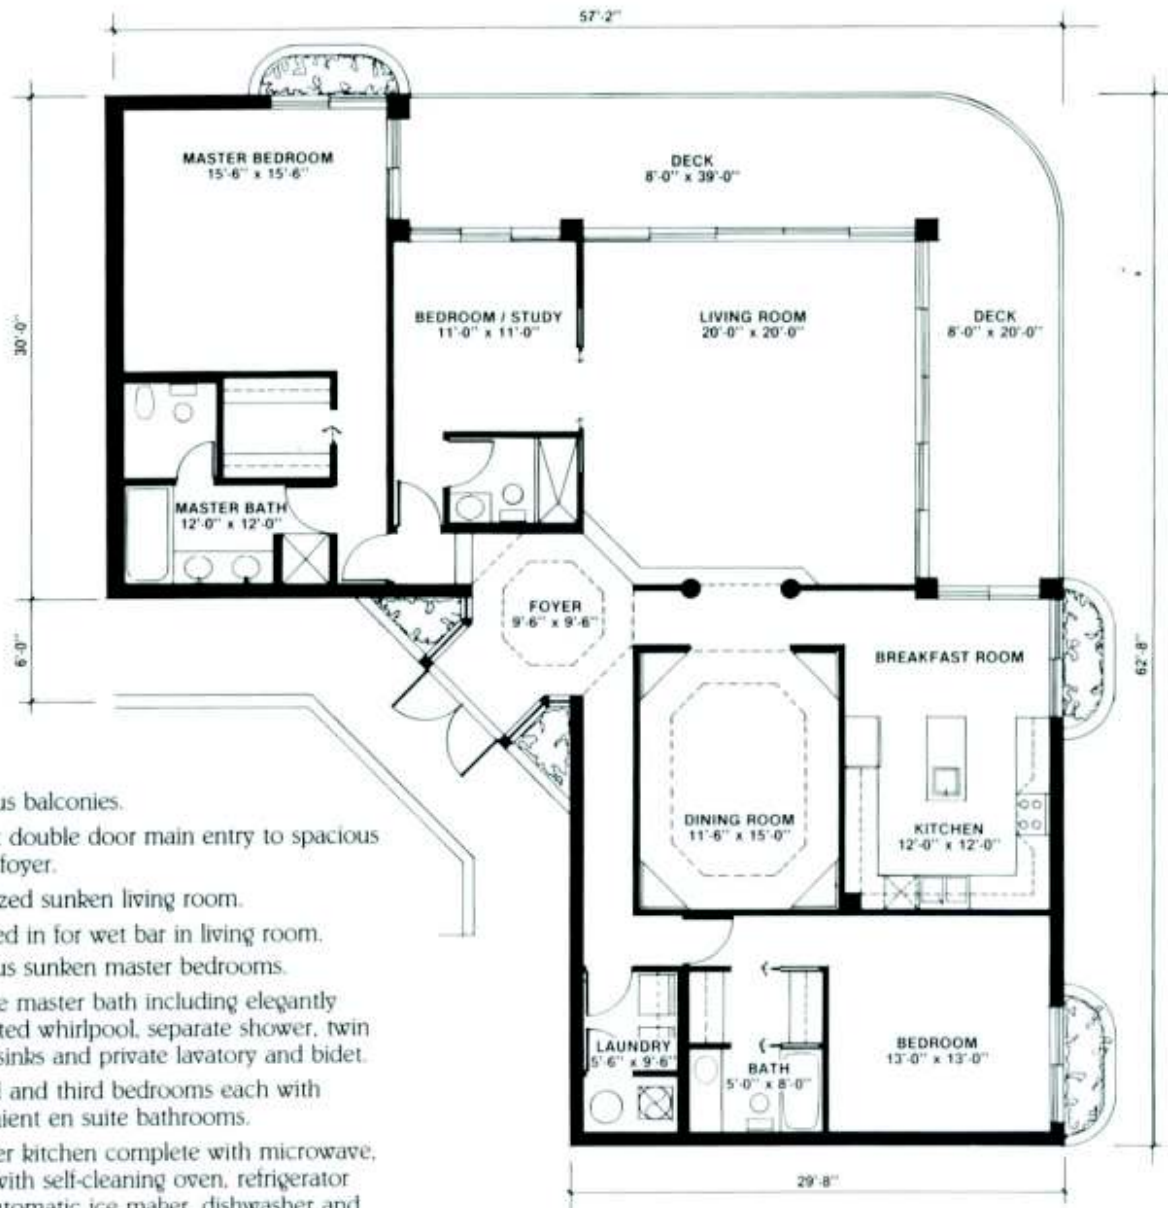 57'-2"
MASTER BEDROOM
15'-6" x 15'-6"
DECK
8'-0" x 39'-0"
30'-0"
BEDROOM / STUDY
11'-0" x 11'-0"
LIVING ROOM
20'-0" x 20'-0"
DECK
8'-0" x 20'-0"
MASTER BATH
12'-0" x 12'-0"
FOYER
9'-6" x 9'-6"
6'-0"
BREAKFAST ROOM
62'-8"
DINING ROOM
11'-6" x 15'-0"
KITCHEN
12'-0" x 12'-0"
LAUNDRY
5'-6" x 9'-6"
BATH
5'-0" x 8'-0"
BEDROOM
13'-0" x 13'-0"
29'-8"
us balconies.
double door main entry to spacious
foyer.
zed sunken living room.
ed in for wet bar in living room.
us sunken master bedrooms.
e master bath including elegantly
ted whirlpool, separate shower, twin
sinks and private lavatory and bidet.
and third bedrooms each with
ient en suite bathrooms.
er kitchen complete with microwave,
with self-cleaning oven, refrigerator
tomatic ice maker, dishwasher and